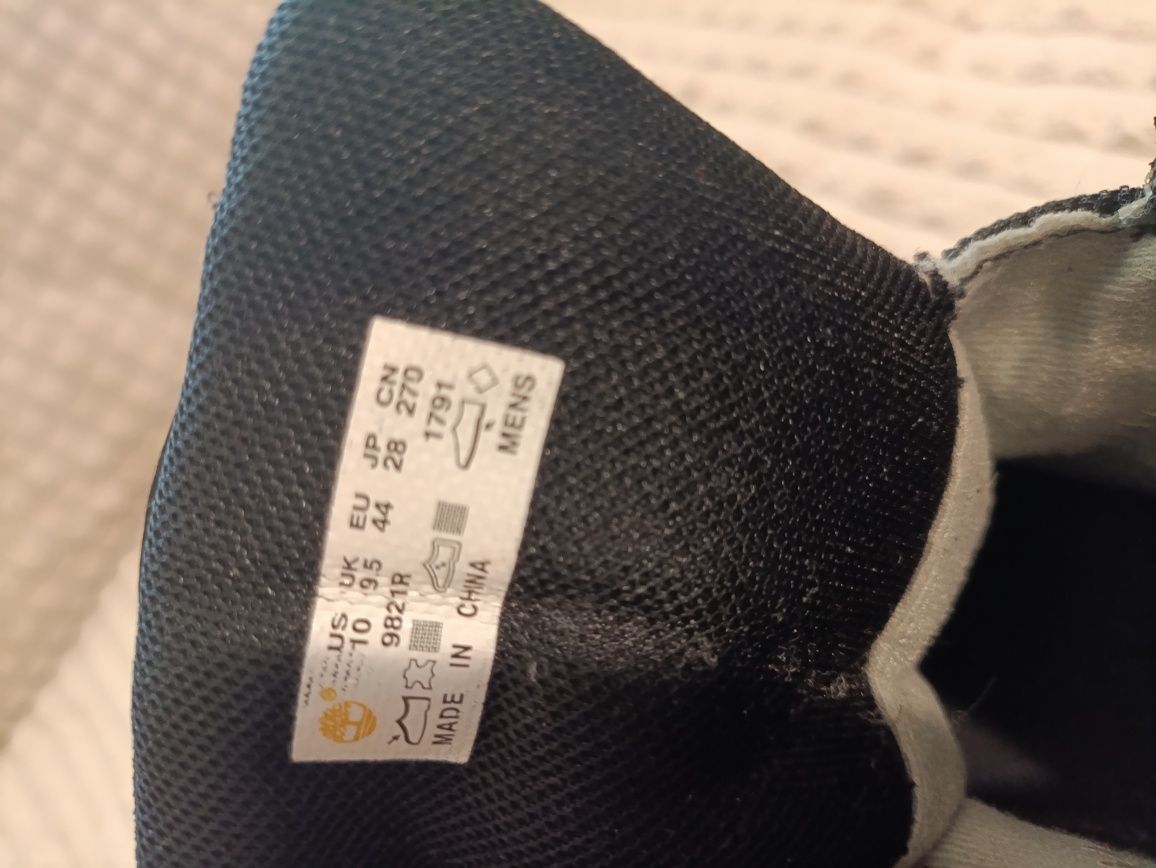 US UK EU JP CN
10 9.5 44 28 270
9821R 1791
MADE IN CHINA MENS